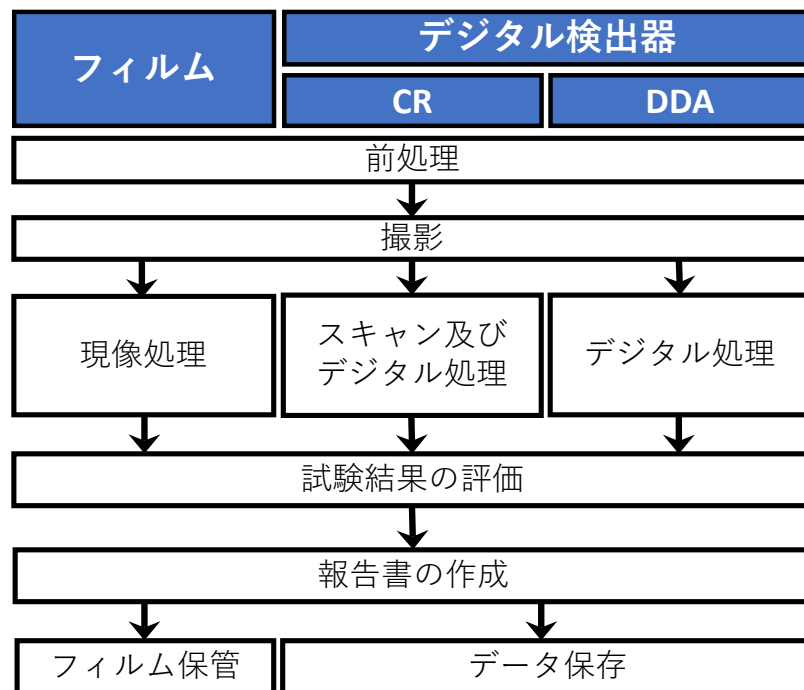 フィルム
デジタル検出器
CR
DDA
前処理
撮影
現像処理
スキャン及び
デジタル処理
デジタル処理
試験結果の評価
報告書の作成
フィルム保管
データ保存